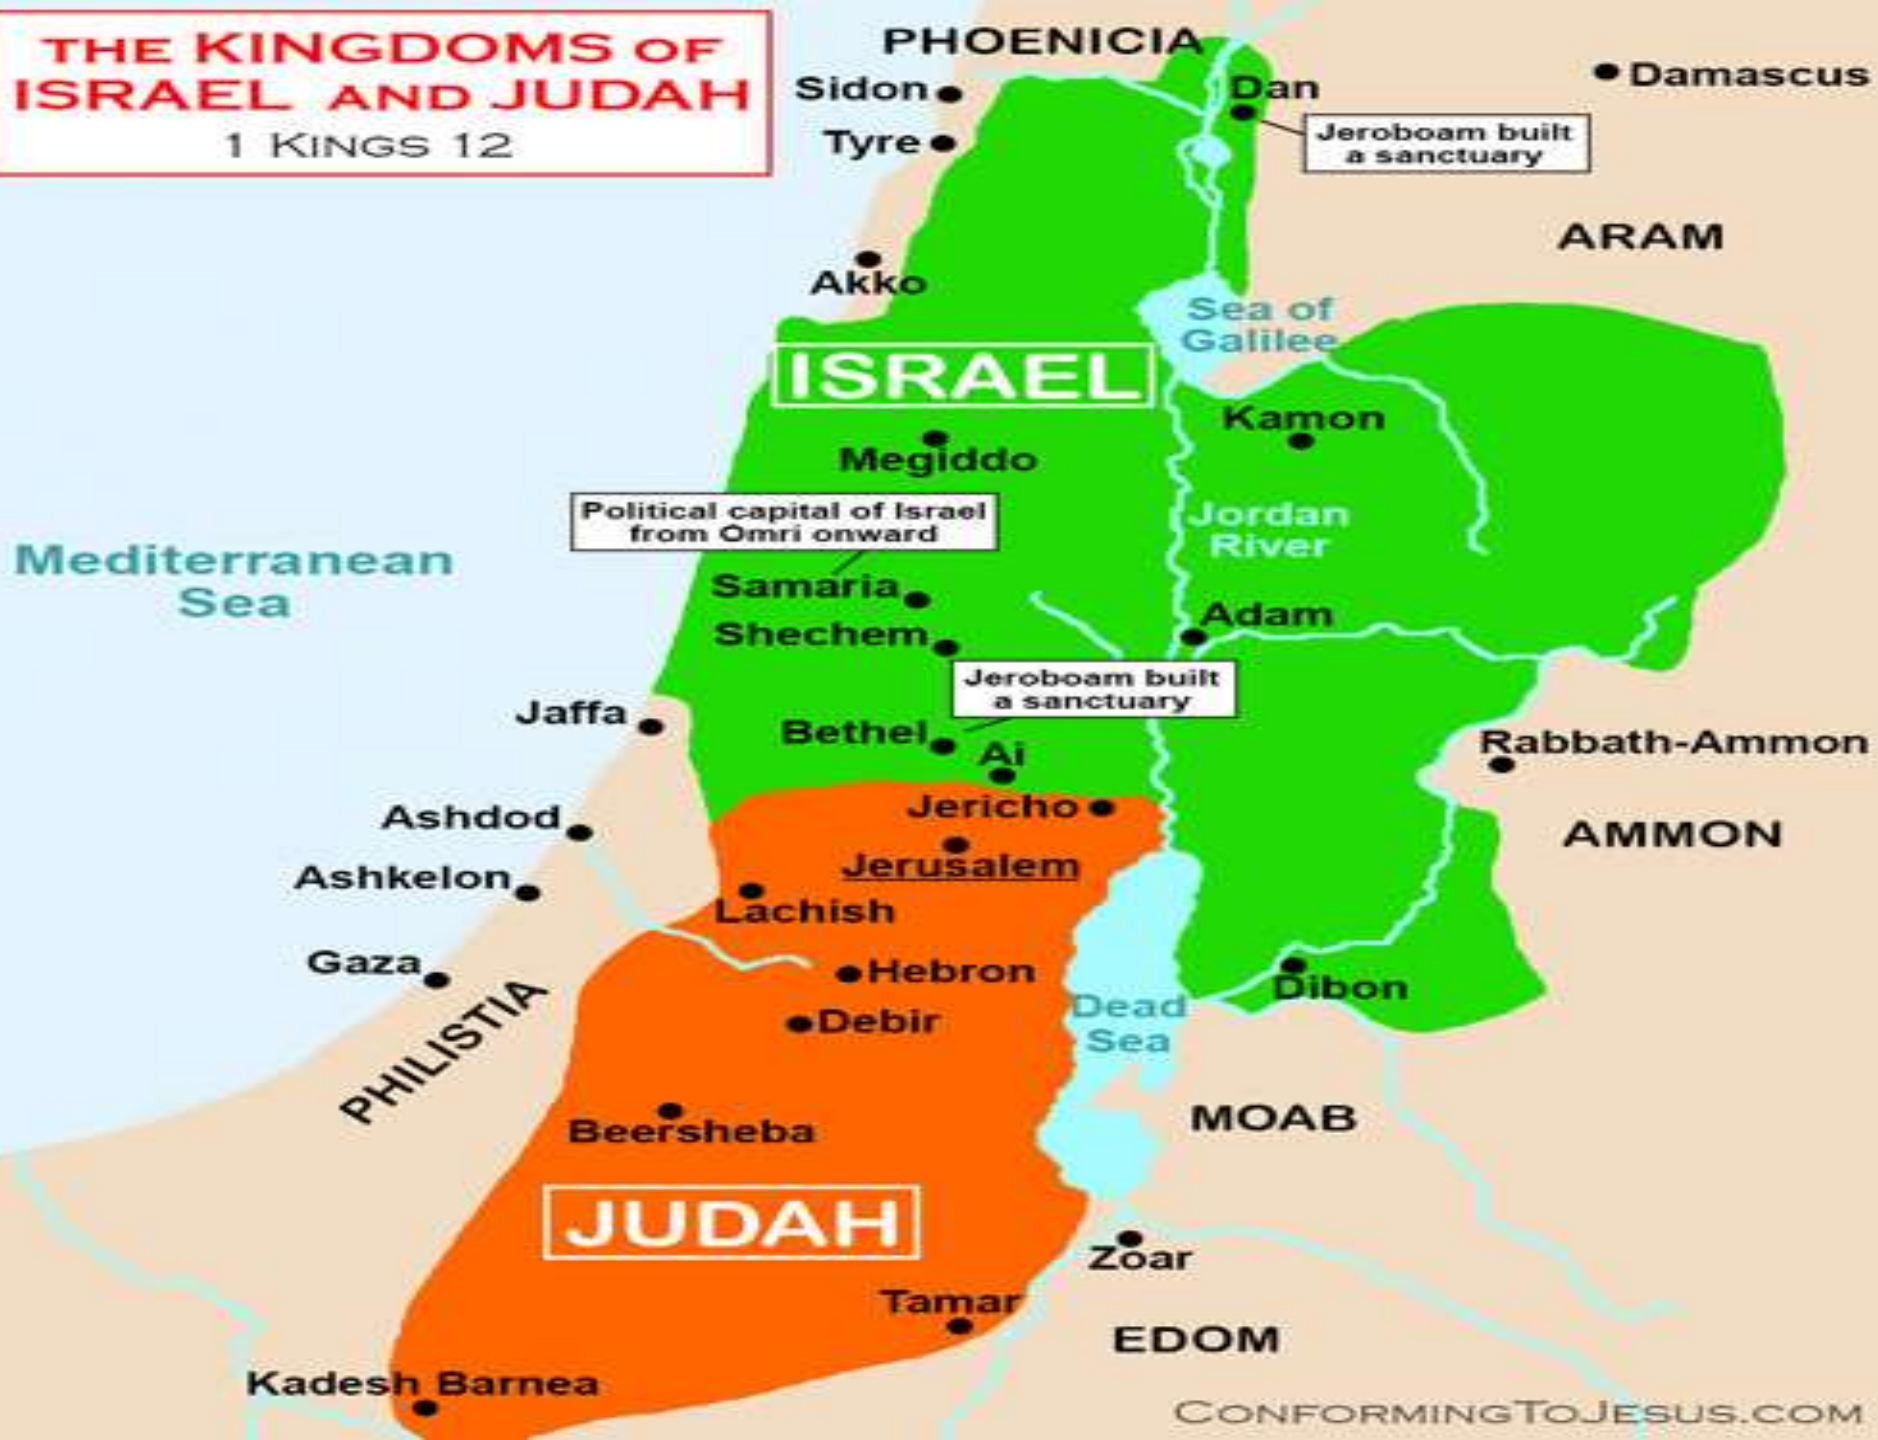 THE KINGDOMS OF
ISRAEL AND JUDAH
1 KINGS 12
PHOENICIA
Sidon
Dan
Damascus
Tyre
Jeroboam built
a sanctuary
ARAM
Akko
Sea of
Galilee
ISRAEL
Kamon
Megiddo
Political capital of Israel
from Omri onward
Jordan
River
Mediterranean
Sea
Samaria
Adam
Shechem
Jeroboam built
a sanctuary
Jaffa
Bethel
Ai
Rabbath-Ammon
Jericho
Ashdod
AMMON
Jerusalem
Ashkelon
Lachish
Gaza
Hebron
Dibon
PHILISTIA
Debir
Dead
Sea
MOAB
Beersheba
JUDAH
Zoar
Tamar
EDOM
Kadesh Barnea
CONFORMINGTOJESUS.COM